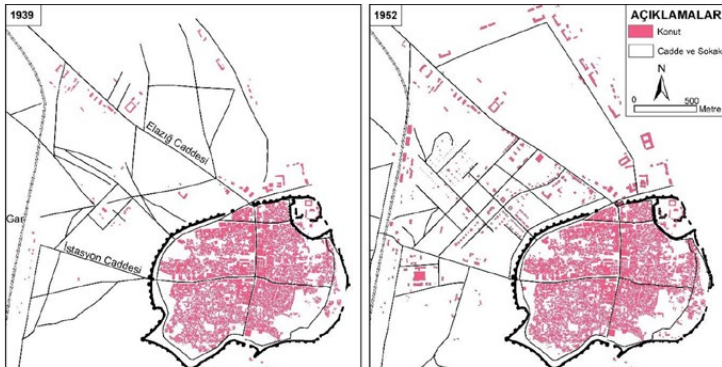 1939
Elazığ Caddesi
Gar
İstasyon Caddesi
1952
AÇIKLAMALAR
Konut
Cadde ve Sokak
N
0 500
Metre